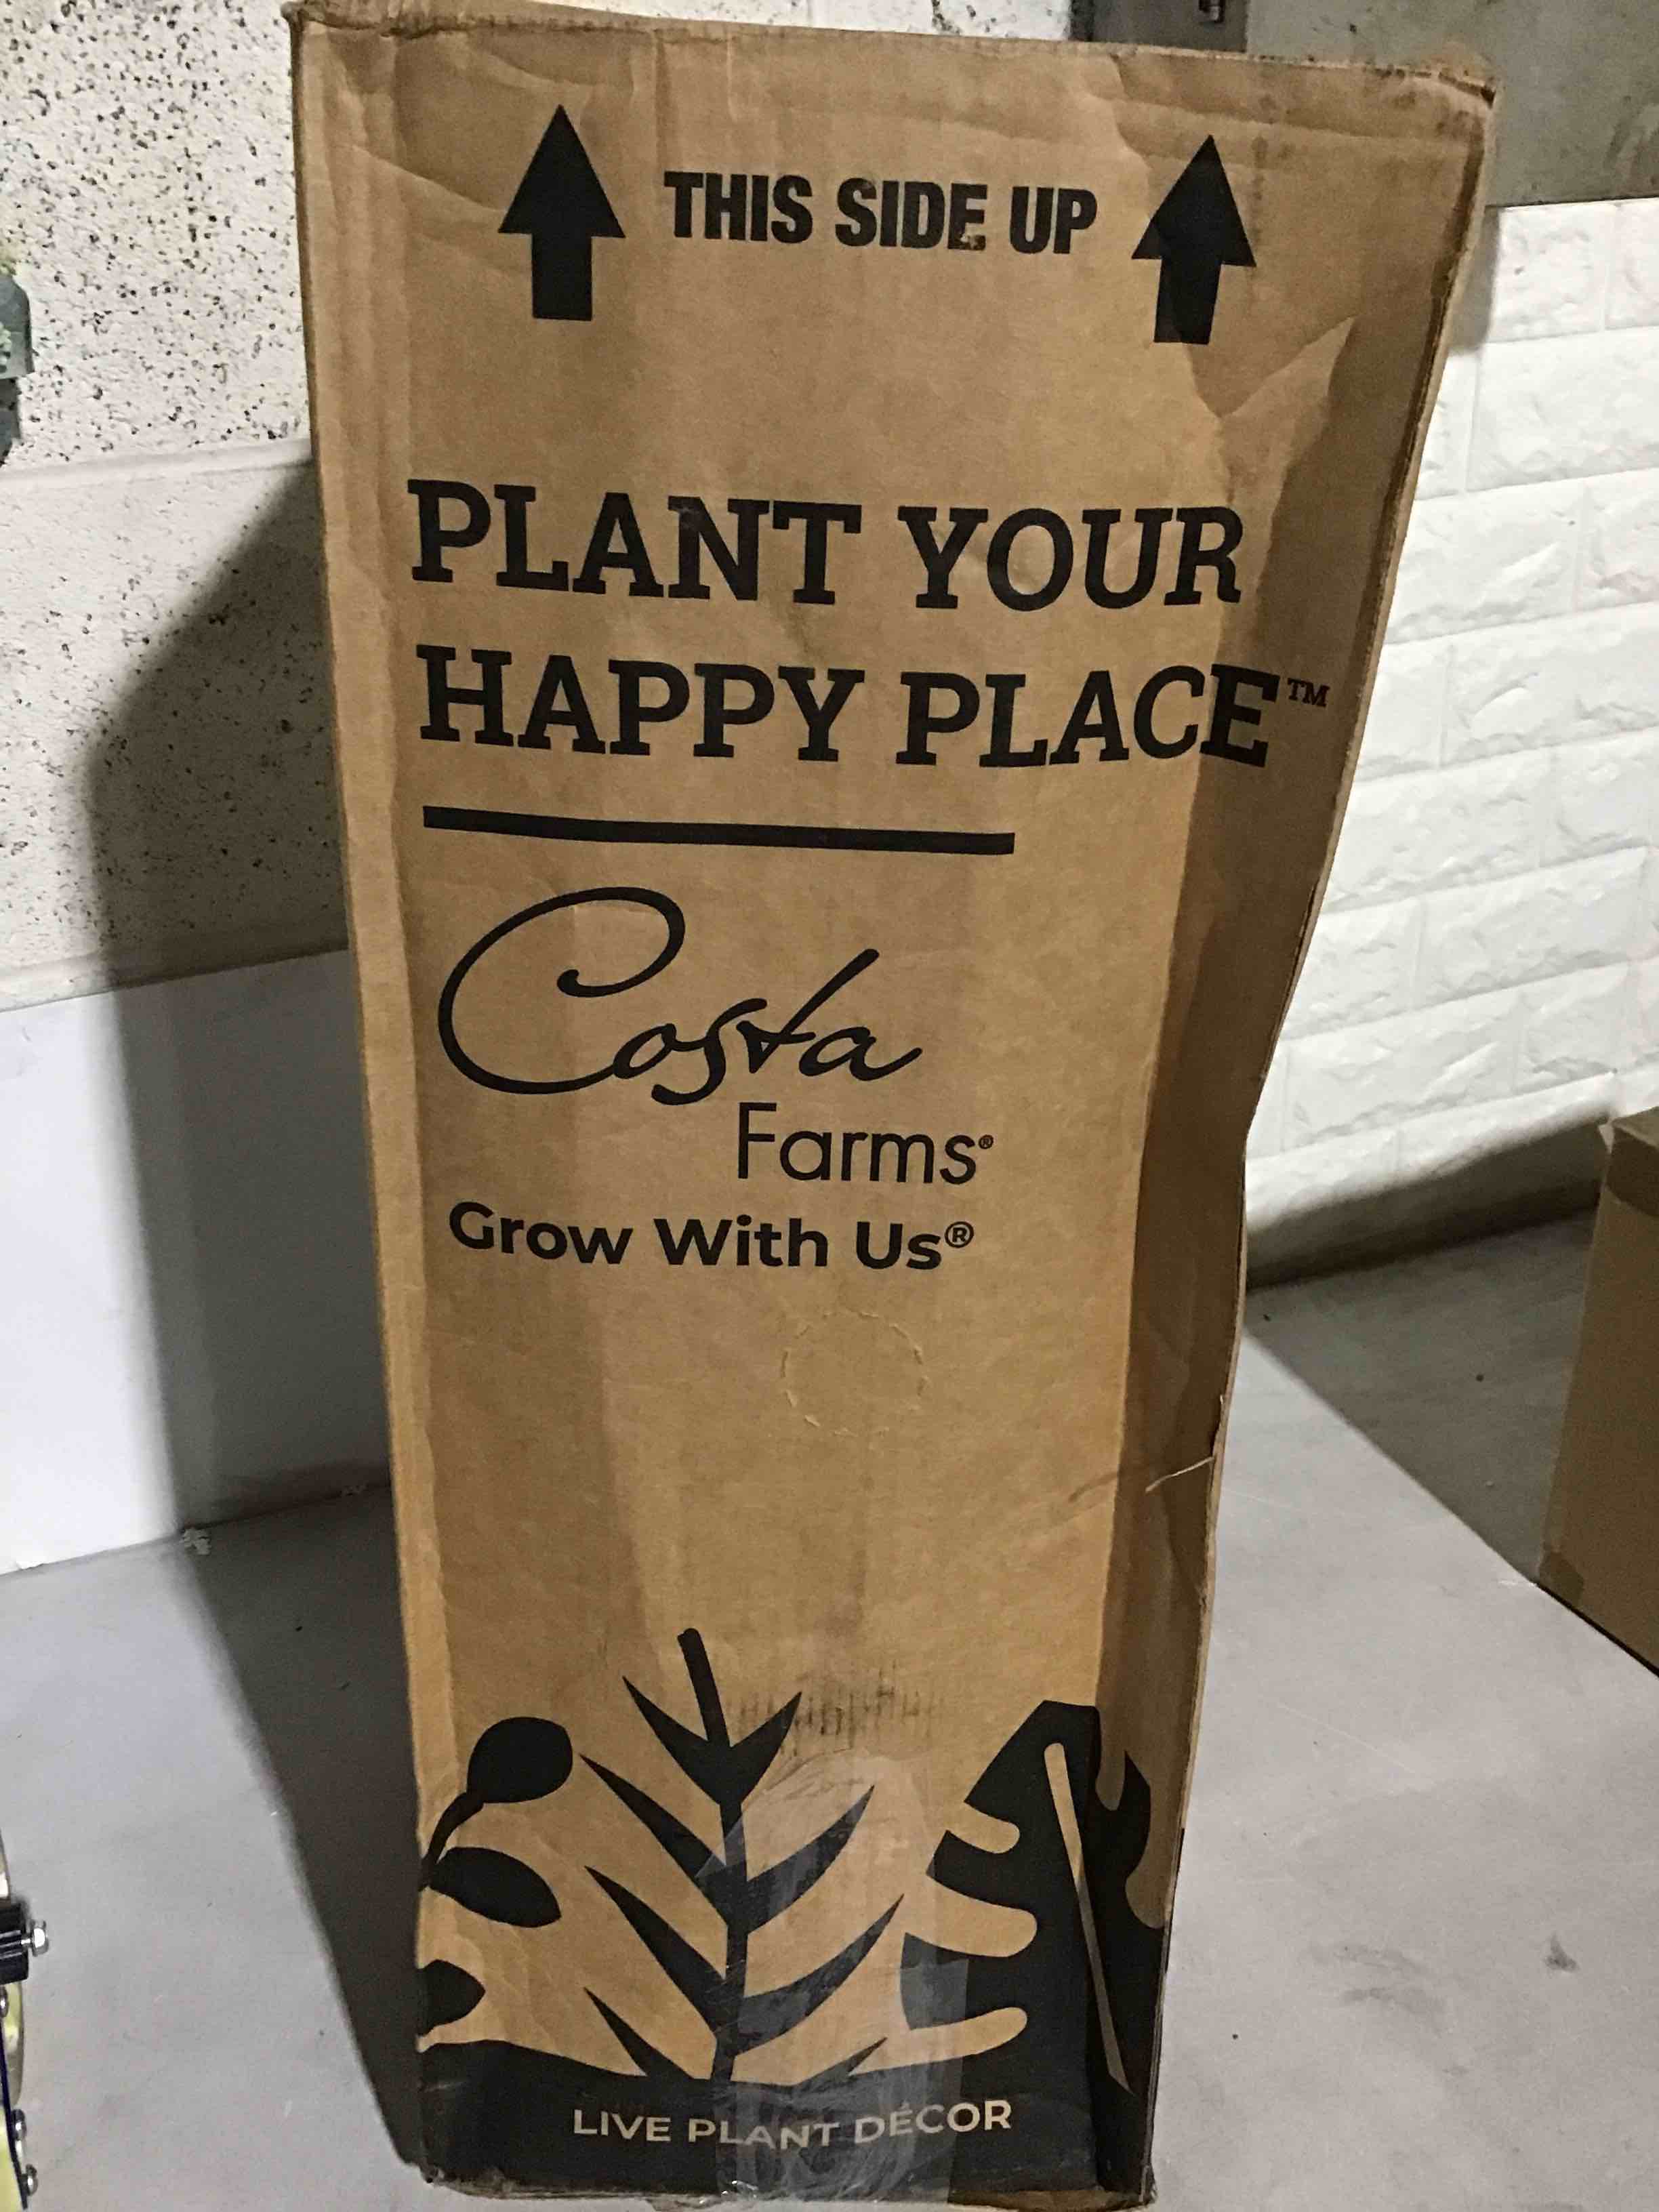 THIS SIDE UP
PLANT YOUR
HAPPY PLACE™
Costa
Farms®
Grow With Us®
LIVE PLANT DÉCOR